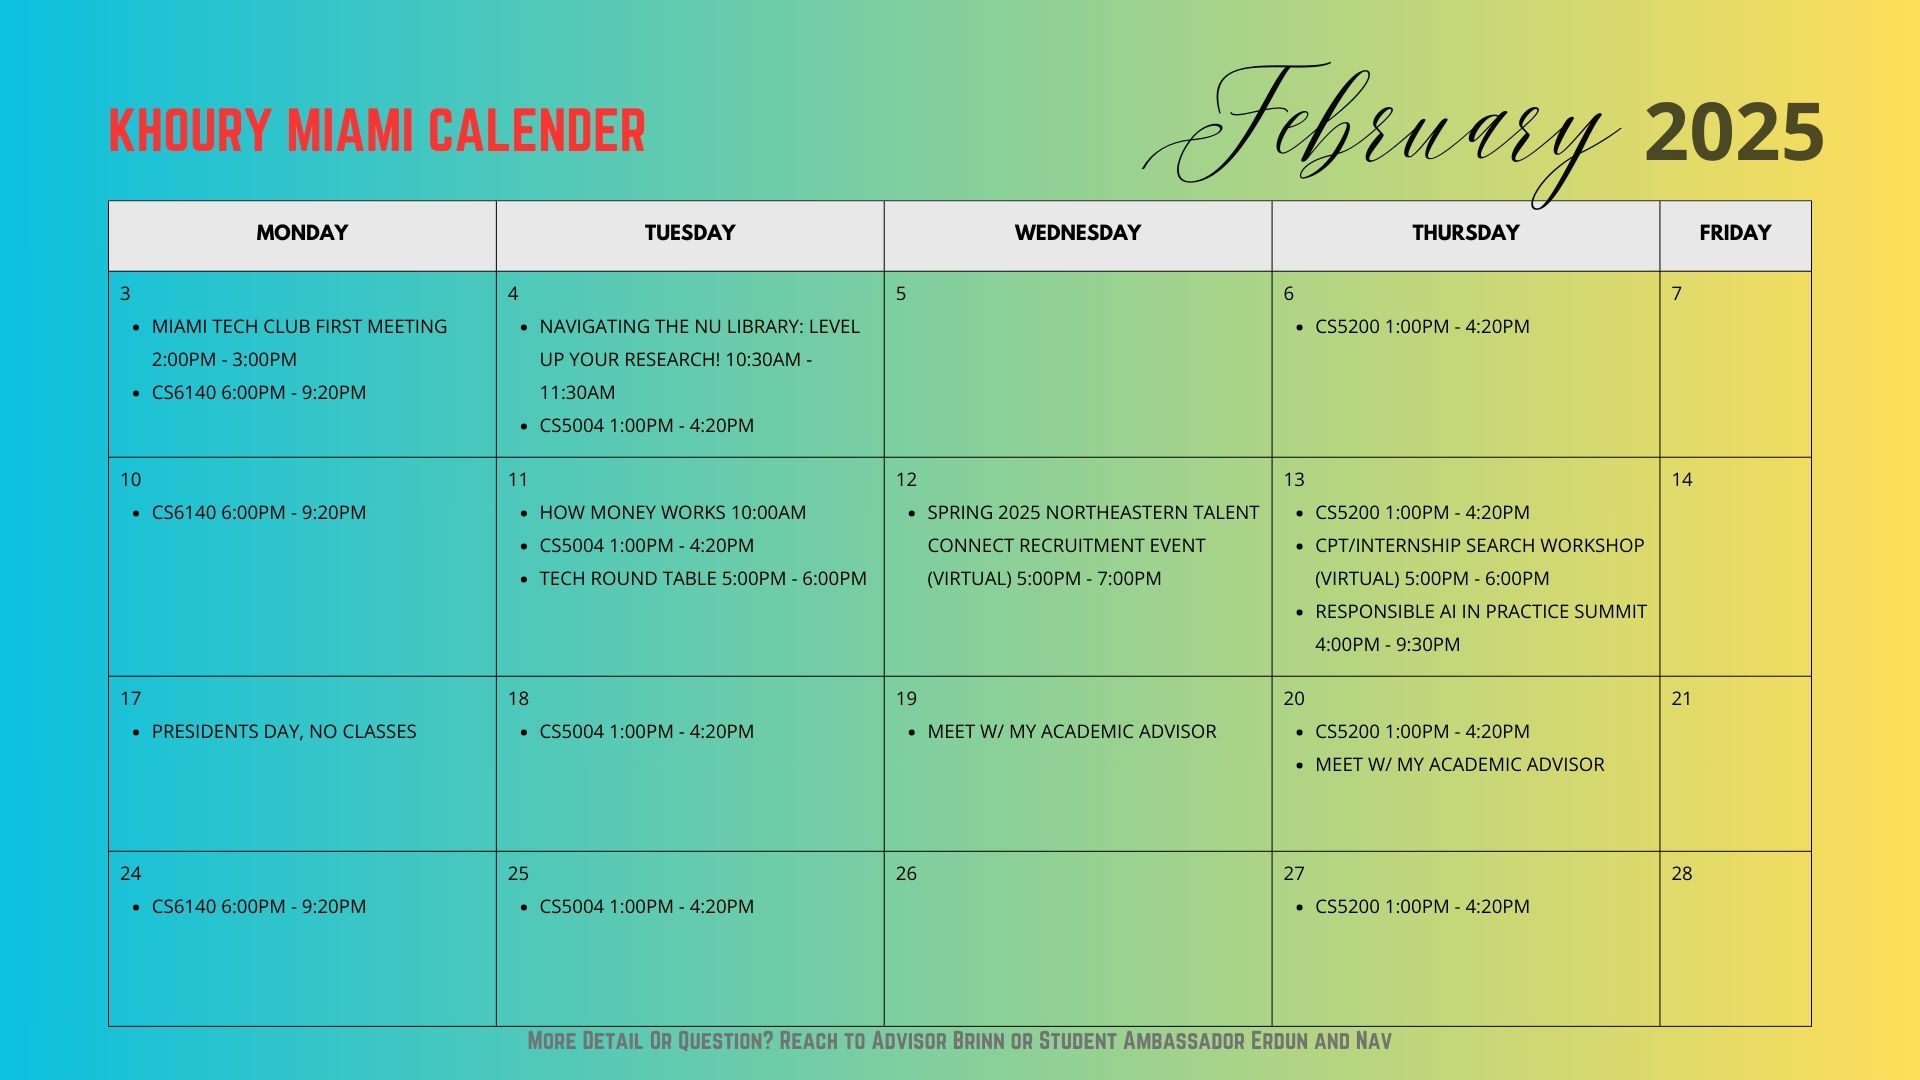 KHOURY MIAMI CALENDER
February 2025
MONDAY
TUESDAY
WEDNESDAY
THURSDAY
FRIDAY
3
• MIAMI TECH CLUB FIRST MEETING
2:00PM - 3:00PM
• CS6140 6:00PM - 9:20PM
4
• NAVIGATING THE NU LIBRARY: LEVEL
UP YOUR RESEARCH! 10:30AM -
11:30AM
• CS5004 1:00PM - 4:20PM
5
6
• CS5200 1:00PM - 4:20PM
7
10
• CS6140 6:00PM - 9:20PM
11
• HOW MONEY WORKS 10:00AM
• CS5004 1:00PM - 4:20PM
• TECH ROUND TABLE 5:00PM - 6:00PM
12
• SPRING 2025 NORTHEASTERN TALENT
CONNECT RECRUITMENT EVENT
(VIRTUAL) 5:00PM - 7:00PM
13
• CS5200 1:00PM - 4:20PM
• CPT/INTERNSHIP SEARCH WORKSHOP
(VIRTUAL) 5:00PM - 6:00PM
• RESPONSIBLE AI IN PRACTICE SUMMIT
4:00PM - 9:30PM
14
17
• PRESIDENTS DAY, NO CLASSES
18
• CS5004 1:00PM - 4:20PM
19
• MEET W/ MY ACADEMIC ADVISOR
20
• CS5200 1:00PM - 4:20PM
• MEET W/ MY ACADEMIC ADVISOR
21
24
• CS6140 6:00PM - 9:20PM
25
• CS5004 1:00PM - 4:20PM
26
27
• CS5200 1:00PM - 4:20PM
28
More Detail Or Question? Reach to Advisor Brinn or Student Ambassador Erdun and Nav